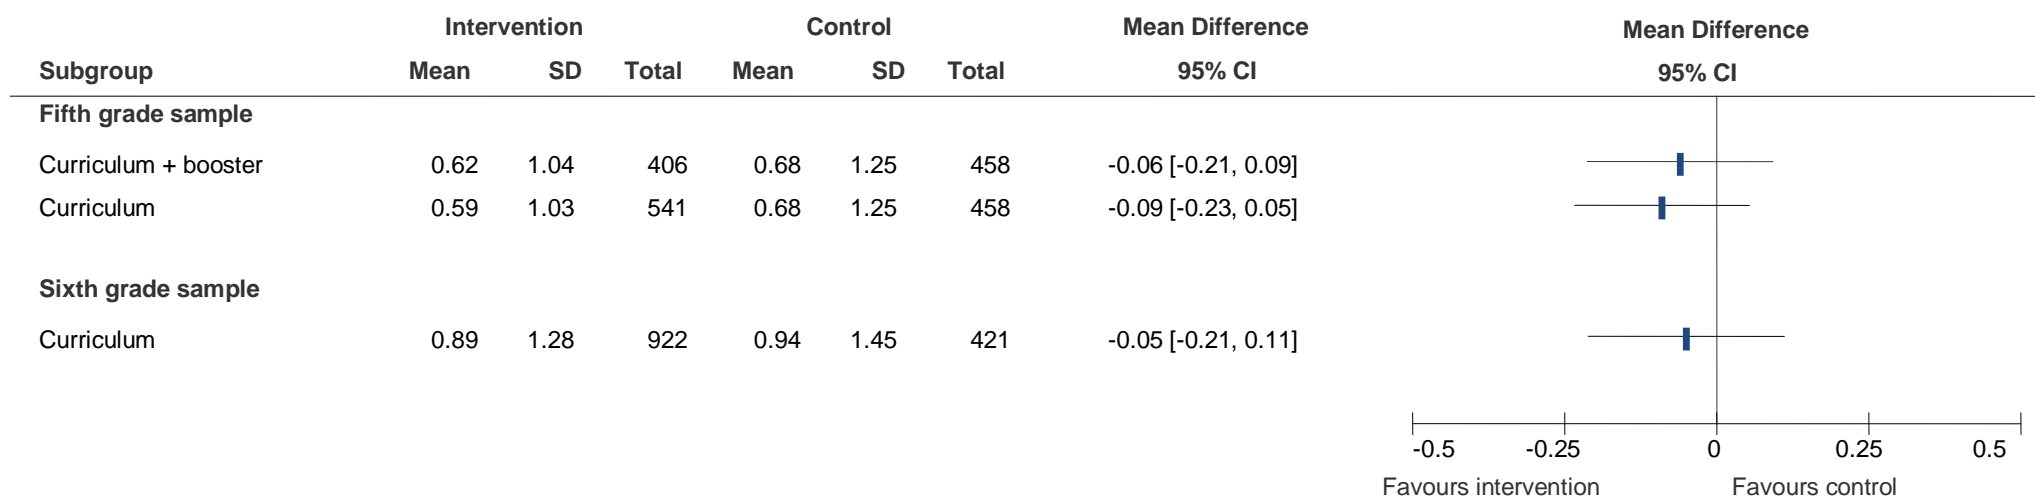 Intervention Control Mean Difference Mean Difference
Subgroup Mean SD Total Mean SD Total 95% CI 95% CI
Fifth grade sample
Curriculum + booster 0.62 1.04 406 0.68 1.25 458 -0.06 [-0.21, 0.09]
Curriculum 0.59 1.03 541 0.68 1.25 458 -0.09 [-0.23, 0.05]
Sixth grade sample
Curriculum 0.89 1.28 922 0.94 1.45 421 -0.05 [-0.21, 0.11]
-0.5 -0.25 0 0.25 0.5
Favours intervention Favours control